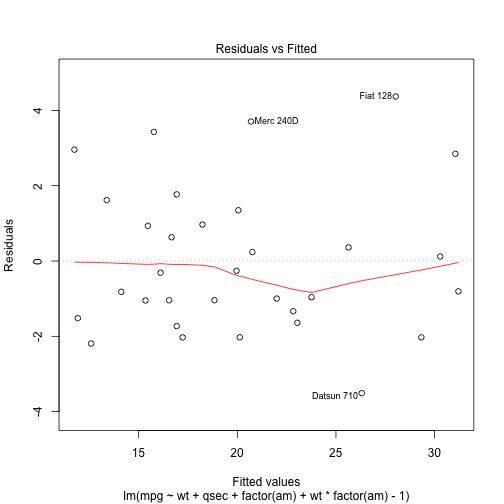 Residuals vs Fitted
Fiat 128
Merc 240D
Datsun 710
4
2
0
-2
-4
Residuals
15 20 25 30
Fitted values
lm(mpg ~ wt + qsec + factor(am) + wt * factor(am) - 1)